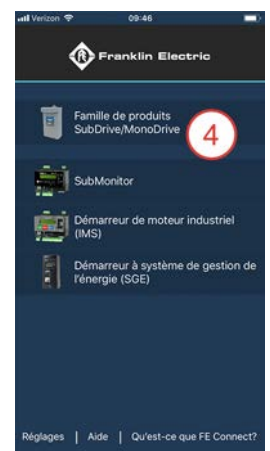 Verizon 09:46
Franklin Electric
Famille de produits
SubDrive/MonoDrive
4
SubMonitor
Démarreur de moteur industriel
(IMS)
Démarreur à système de gestion de
l'énergie (SGE)
Réglages | Aide | Qu'est-ce que FE Connect?